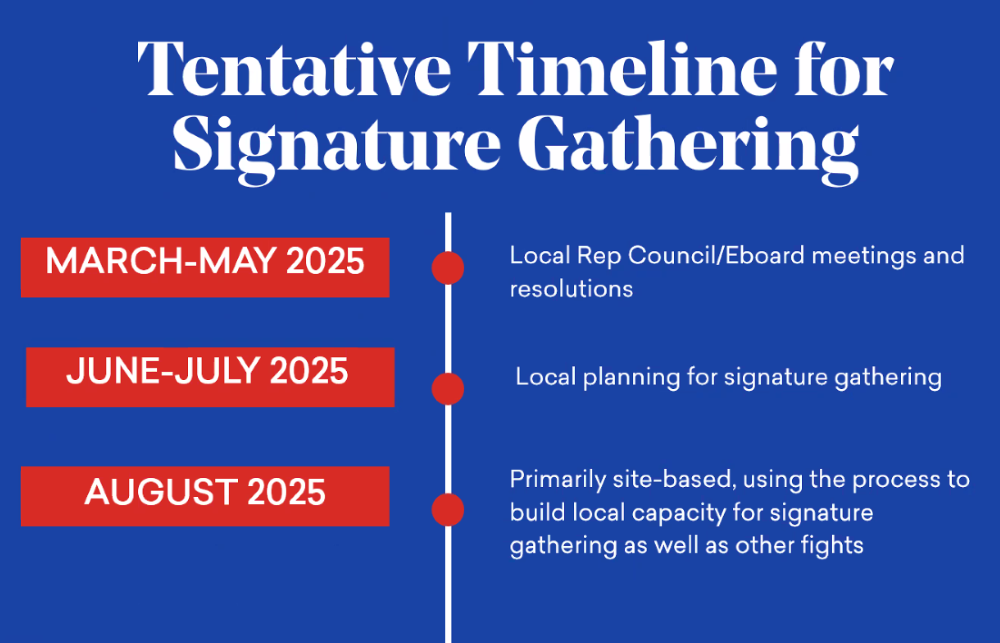 Tentative Timeline for
Signature Gathering
MARCH-MAY 2025
Local Rep Council/Eboard meetings and
resolutions
JUNE-JULY 2025
Local planning for signature gathering
AUGUST 2025
Primarily site-based, using the process to
build local capacity for signature
gathering as well as other fights